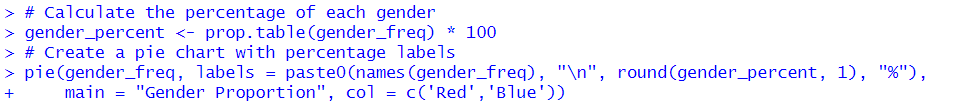 > # Calculate the percentage of each gender
> gender_percent <- prop.table(gender_freq) * 100
> # Create a pie chart with percentage labels
> pie(gender_freq, labels = paste0(names(gender_freq), "\n", round(gender_percent, 1), "%"),
+     main = "Gender Proportion", col = c('Red','Blue'))